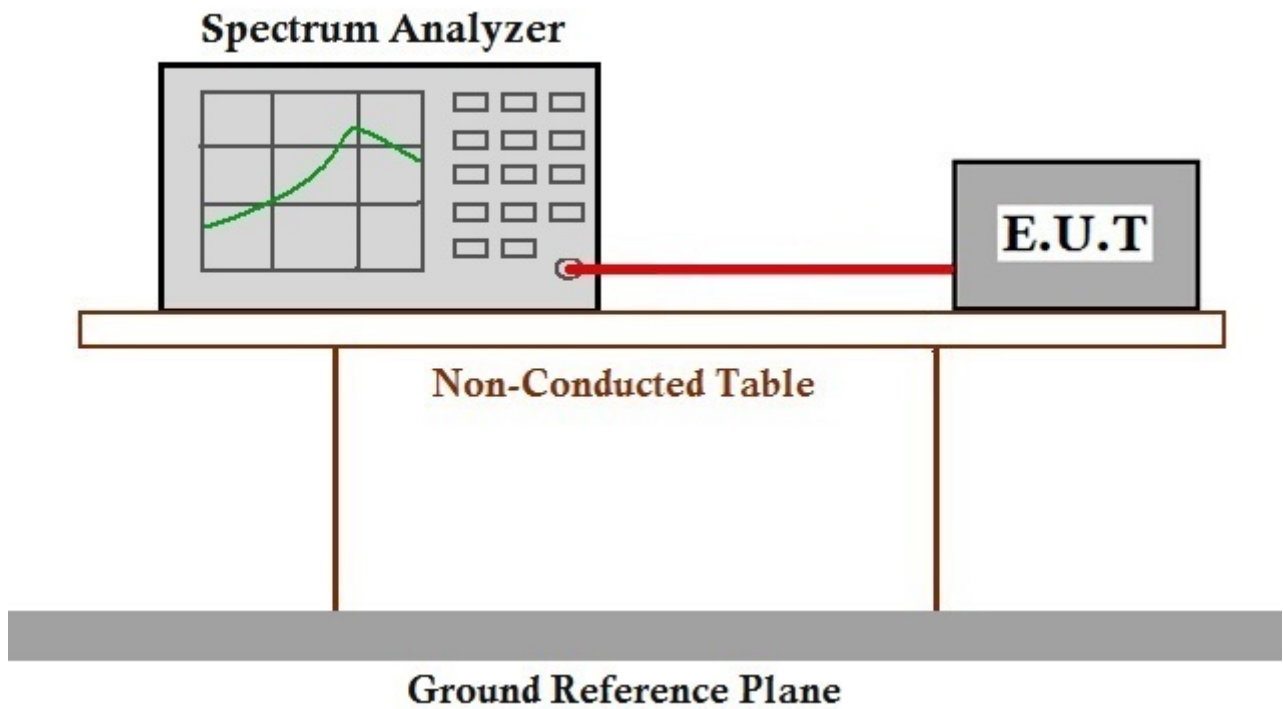 Spectrum Analyzer
E.U.T
Non-Conducted Table
Ground Reference Plane